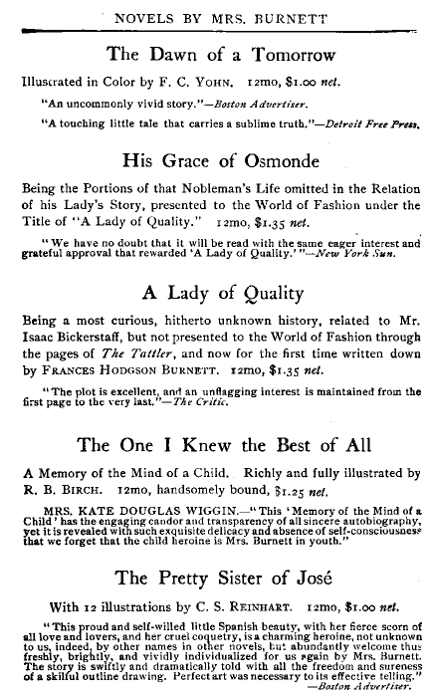 NOVELS BY MRS. BURNETT
The Dawn of a Tomorrow
Illustrated in Color by F. C. YOHN. 12mo, $1.00 net.
"An uncommonly vivid story."—Boston Advertiser.
"A touching little tale that carries a sublime truth."—Detroit Free Press.
His Grace of Osmonde
Being the Portions of that Nobleman's Life omitted in the Relation
of his Lady's Story, presented to the World of Fashion under the
Title of "A Lady of Quality." 12mo, $1.35 net.
"We have no doubt that it will be read with the same eager interest and
grateful approval that rewarded 'A Lady of Quality.'"—New York Sun.
A Lady of Quality
Being a most curious, hitherto unknown history, related to Mr.
Isaac Bickerstaff, but not presented to the World of Fashion through
the pages of The Tattler, and now for the first time written down
by FRANCES HODGSON BURNETT. 12mo, $1.35 net.
"The plot is excellent, and an unflagging interest is maintained from the
first page to the very last."—The Critic.
The One I Knew the Best of All
A Memory of the Mind of a Child. Richly and fully illustrated by
R. B. BIRCH. 12mo, handsomely bound, $1.25 net.
MRS. KATE DOUGLAS WIGGIN.—"This 'Memory of the Mind of a
Child' has the engaging candor and transparency of all sincere autobiography,
yet it is revealed with such exquisite delicacy and absence of self-consciousness
that we forget that the child heroine is Mrs. Burnett in youth."
The Pretty Sister of José
With 12 illustrations by C. S. REINHART. 12mo, $1.00 net.
"This proud and self-willed little Spanish beauty, with her fierce scorn of
all love and lovers, and her cruel coquetry, is a charming heroine, not unknown
to us, indeed, by other names in other novels, but abundantly welcome thus
freshly, brightly, and vividly individualized for us again by Mrs. Burnett.
The story is swiftly and dramatically told with all the freedom and sureness
of a skilful outline drawing. Perfect art was necessary to its effective telling."
—Boston Advertiser.